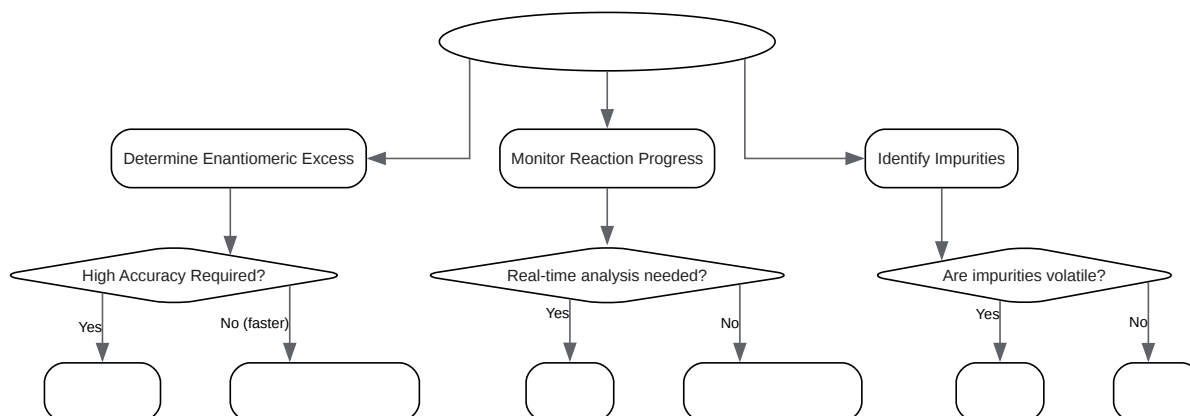 Determine Enantiomeric Excess
Monitor Reaction Progress
Identify Impurities
High Accuracy Required?
Real-time analysis needed?
Are impurities volatile?
Yes
No (faster)
Yes
No
Yes
No